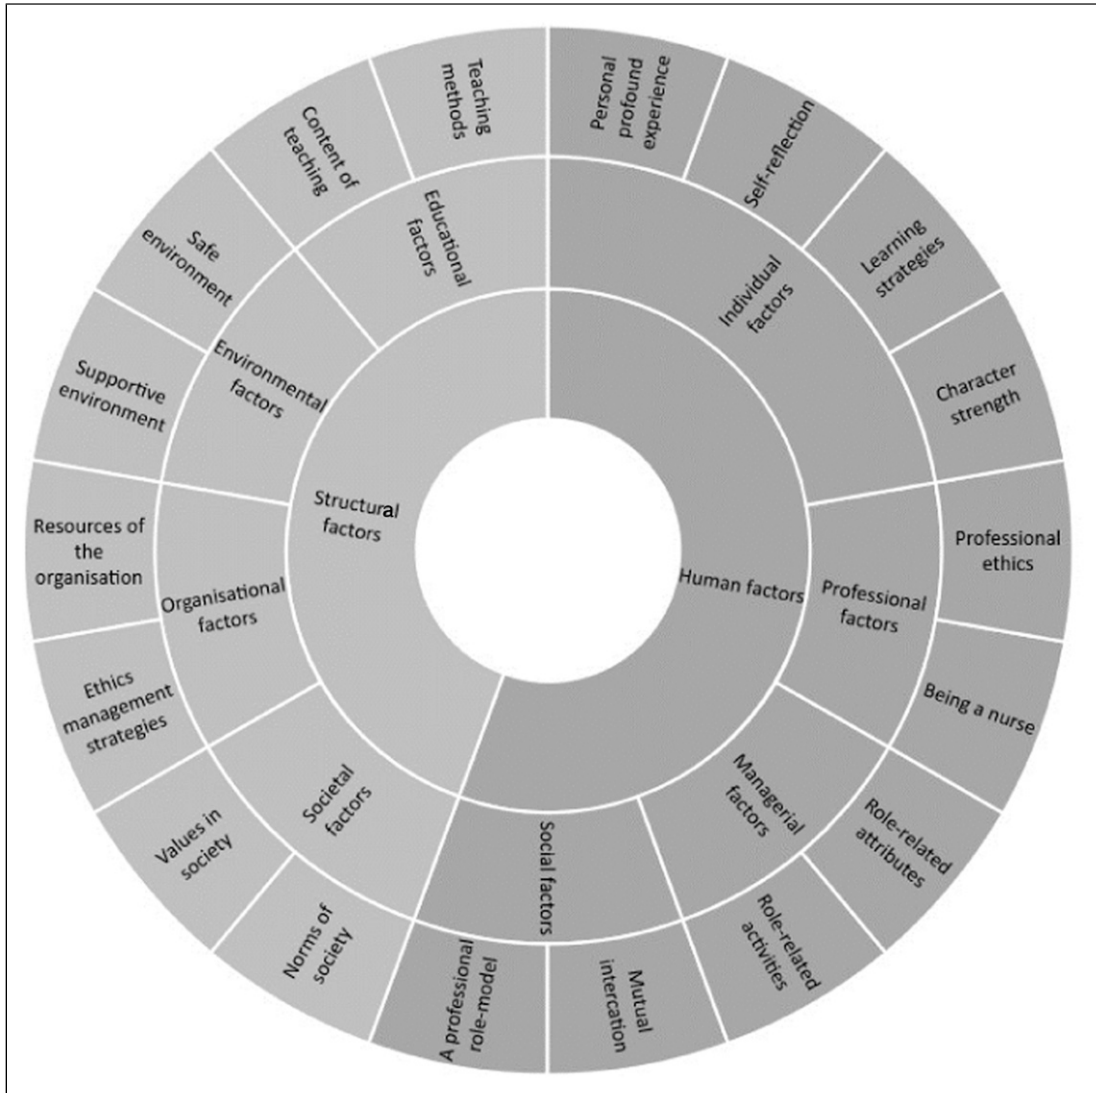 Personal
profound
experience
Self-reflection
Learning
strategies
Character
strength
Professional
ethics
Being a nurse
Role-related
attributes
Role-related
activities
Mutual
intercation
A professional
role-model
Norms of
society
Values in
society
Ethics
management
strategies
Resources of
the
organisation
Supportive
environment
Safe
environment
Content of
teaching
Teaching
methods
Individual
factors
Professional
factors
Managerial
factors
Social factors
Societal
factors
Organisational
factors
Environmental
factors
Educational
factors
Human factors
Structural
factors